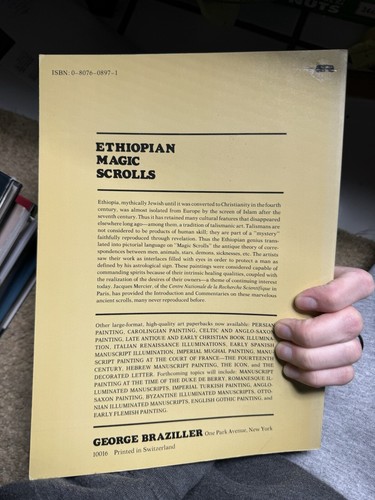 ISBN: 0-8076-0897-1
ETHIOPIAN
MAGIC
SCROLLS
Ethiopia, mythically Jewish until it was converted to Christianity in the fourth
century, was almost isolated from Europe by the screen of Islam after the
seventh century. Thus it has retained many cultural features that disappeared
elsewhere long ago—among them, a tradition of talismanic art. Talismans are
not considered to be products of human skill; they are part of a "mystery"
faithfully reproduced through revelation. Thus the Ethiopian genius trans-
lated into pictorial language on "Magic Scrolls" the antique theory of corre-
spondences between men, animals, stars, demons, sicknesses, etc. The artists
saw their work as interlaces filled with eyes in order to protect a man as
defined by his astrological sign. These paintings were considered capable of
commanding spirits because of their intrinsic healing qualities, coupled with
the realization of the desires of their owners—a theme of continuing interest
today. Jacques Mercier, of the Centre Nationale de la Recherche Scientifique in
Paris, has provided the Introduction and Commentaries on these marvelous
ancient scrolls, many never reproduced before.
Other large-format, high-quality art paperbacks now available: PERSIAN
PAINTING, CAROLINGIAN PAINTING, CELTIC AND ANGLO-SAXON
PAINTING, LATE ANTIQUE AND EARLY CHRISTIAN BOOK ILLUMINA-
TION, ITALIAN RENAISSANCE ILLUMINATIONS, EARLY SPANISH
MANUSCRIPT ILLUMINATION, IMPERIAL MUGHAL PAINTING, MANU-
SCRIPT PAINTING AT THE COURT OF FRANCE—THE FOURTEENTH
CENTURY, HEBREW MANUSCRIPT PAINTING, THE ICON, and THE
DECORATED LETTER. Forthcoming topics will include: MANUSCRIPT
PAINTING AT THE TIME OF THE DUKE DE BERRY, ROMANESQUE IL-
LUMINATED MANUSCRIPTS, IMPERIAL TURKISH PAINTING, ANGLO-
SAXON PAINTING, BYZANTINE ILLUMINATED MANUSCRIPTS, OTTO-
NIAN ILLUMINATED MANUSCRIPTS, ENGLISH GOTHIC PAINTING, and
EARLY FLEMISH PAINTING.
GEORGE BRAZILLER One Park Avenue, New York
10016 Printed in Switzerland